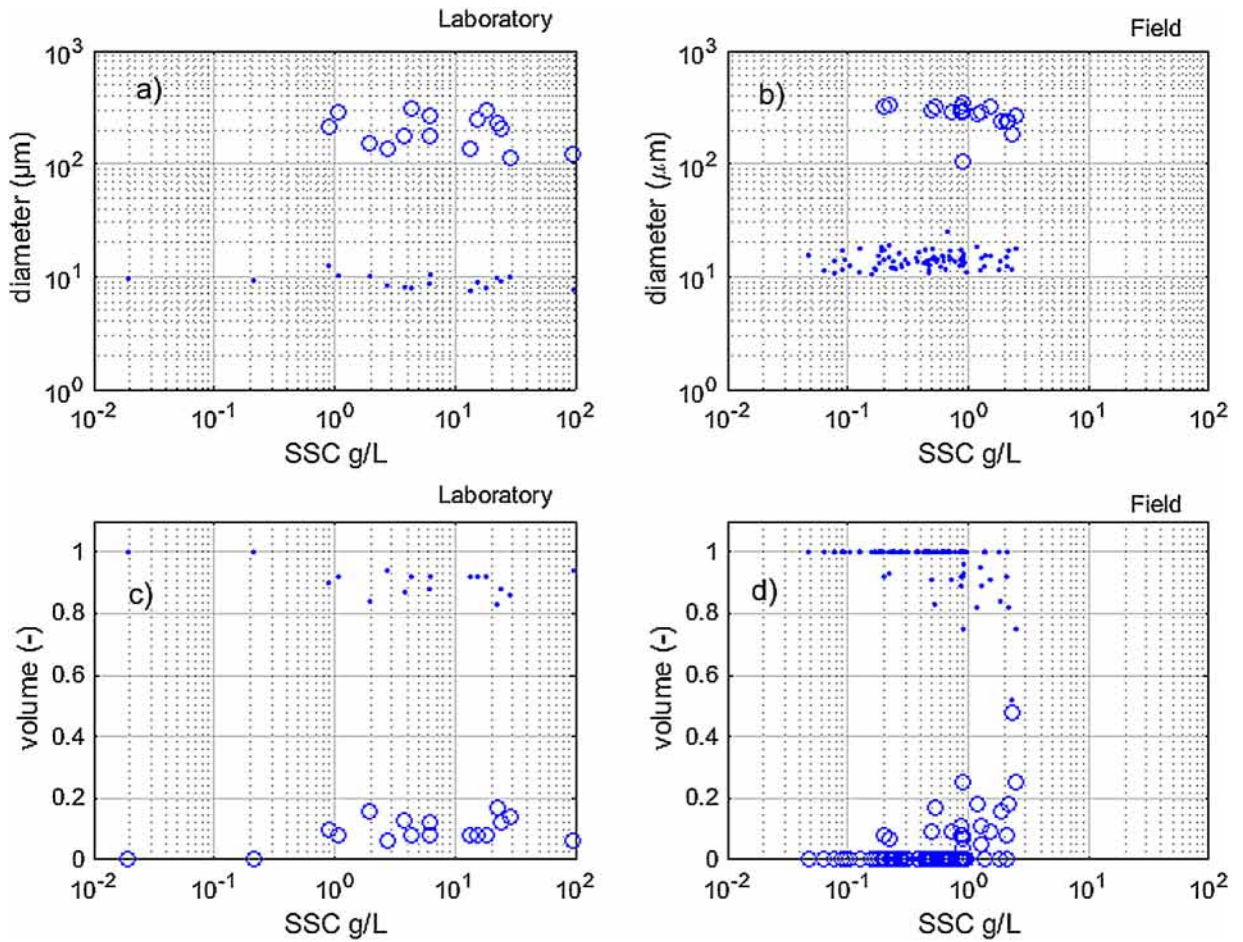 Laboratory
Field
a)
b)
10³
10²
10¹
10⁰
diameter (µm)
10⁻² 10⁻¹ 10⁰ 10¹ 10²
SSC g/L
10³
10²
10¹
10⁰
diameter (µm)
10⁻² 10⁻¹ 10⁰ 10¹ 10²
SSC g/L
Laboratory
Field
c)
d)
1
0.8
0.6
0.4
0.2
0
volume (-)
10⁻² 10⁻¹ 10⁰ 10¹ 10²
SSC g/L
1
0.8
0.6
0.4
0.2
0
volume (-)
10⁻² 10⁻¹ 10⁰ 10¹ 10²
SSC g/L